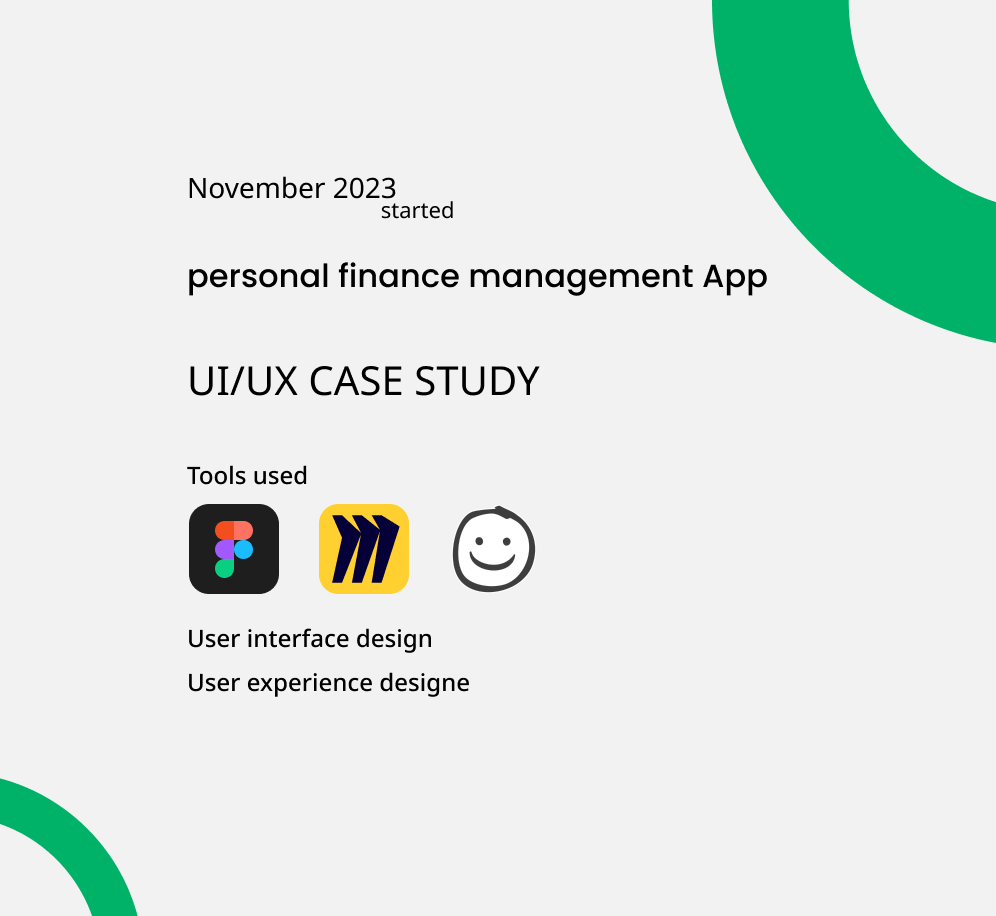 November 2023
started
personal finance management App
UI/UX CASE STUDY
Tools used
User interface design
User experience designe